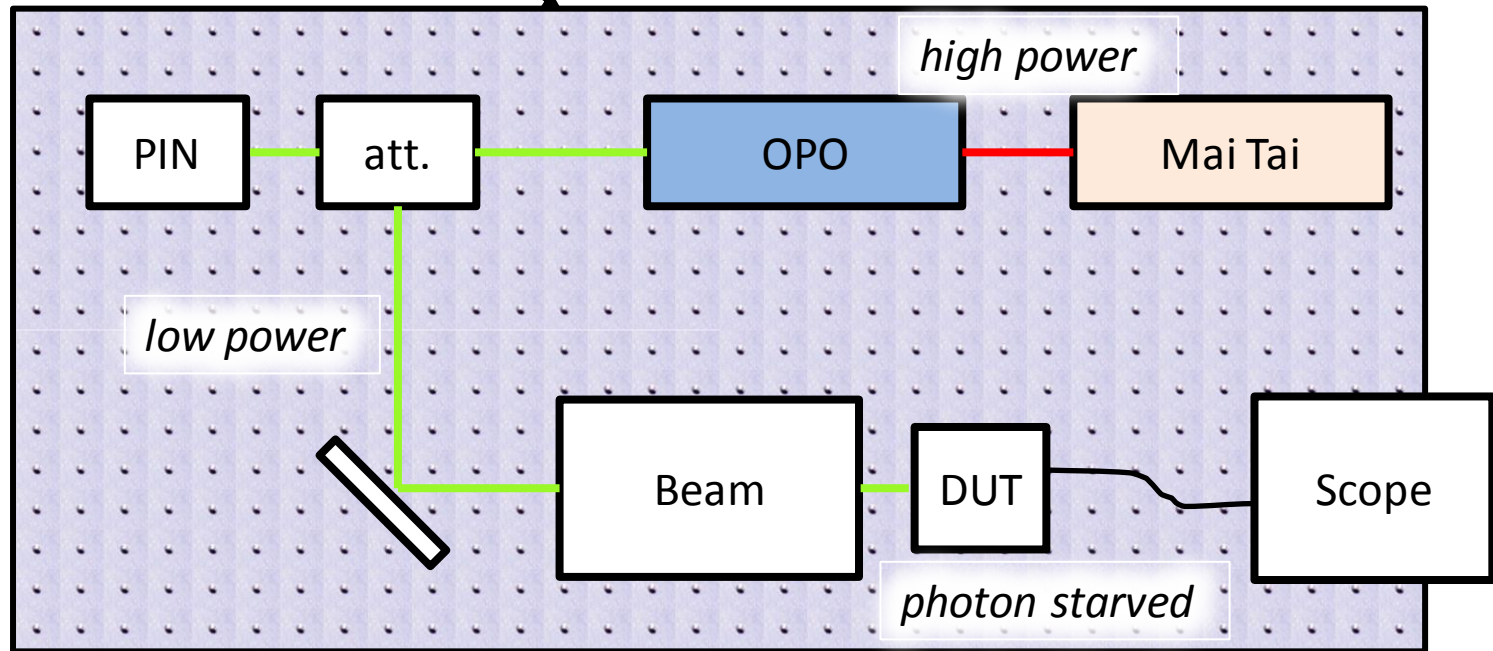 high power
PIN
att.
OPO
Mai Tai
low power
Beam
DUT
Scope
photon starved